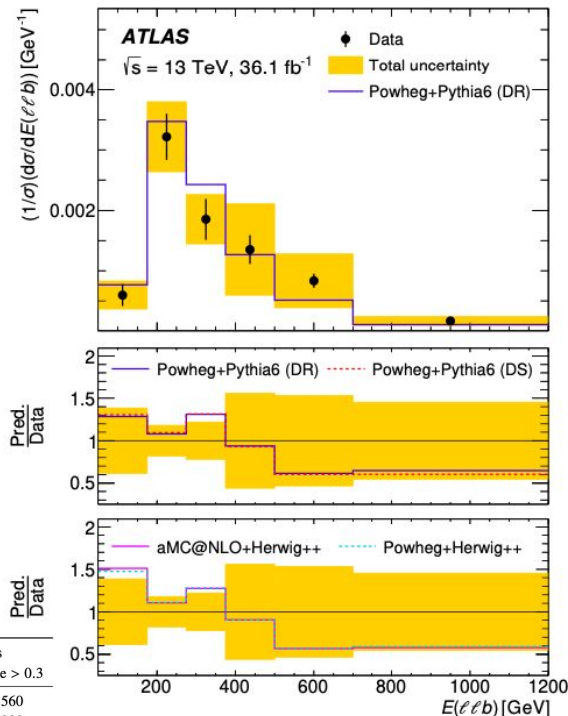 ATLAS
√s = 13 TeV, 36.1 fb⁻¹
Data
Total uncertainty
Powheg+Pythia6 (DR)
(1/σ)(dσ/dE(ℓℓb)) [GeV⁻¹]
0.004
0.002
Powheg+Pythia6 (DR)
Powheg+Pythia6 (DS)
Pred.
Data
2
1.5
1
0.5
aMC@NLO+Herwig++
Powheg+Herwig++
Pred.
Data
2
1.5
1
0.5
200 400 600 800 1000 1200
E(ℓℓb) [GeV]
s
e > 0.3
560